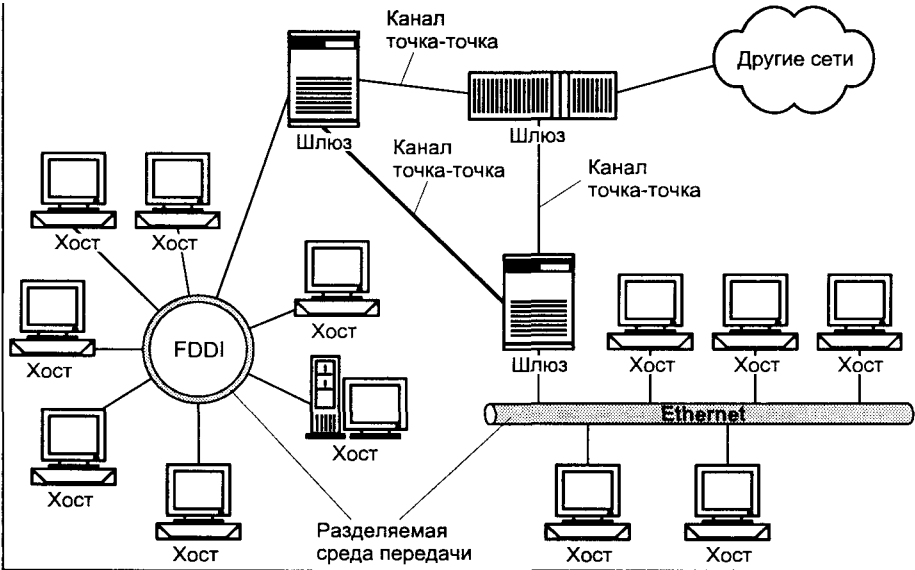 Канал
точка-точка
Другие сети
Шлюз
Шлюз
Канал
точка-точка
Канал
точка-точка
Хост
Хост
Хост
FDDI
Хост
Шлюз
Хост
Хост
Хост
Хост
Хост
Ethernet
Хост
Разделяемая
среда передачи
Хост
Хост
Хост